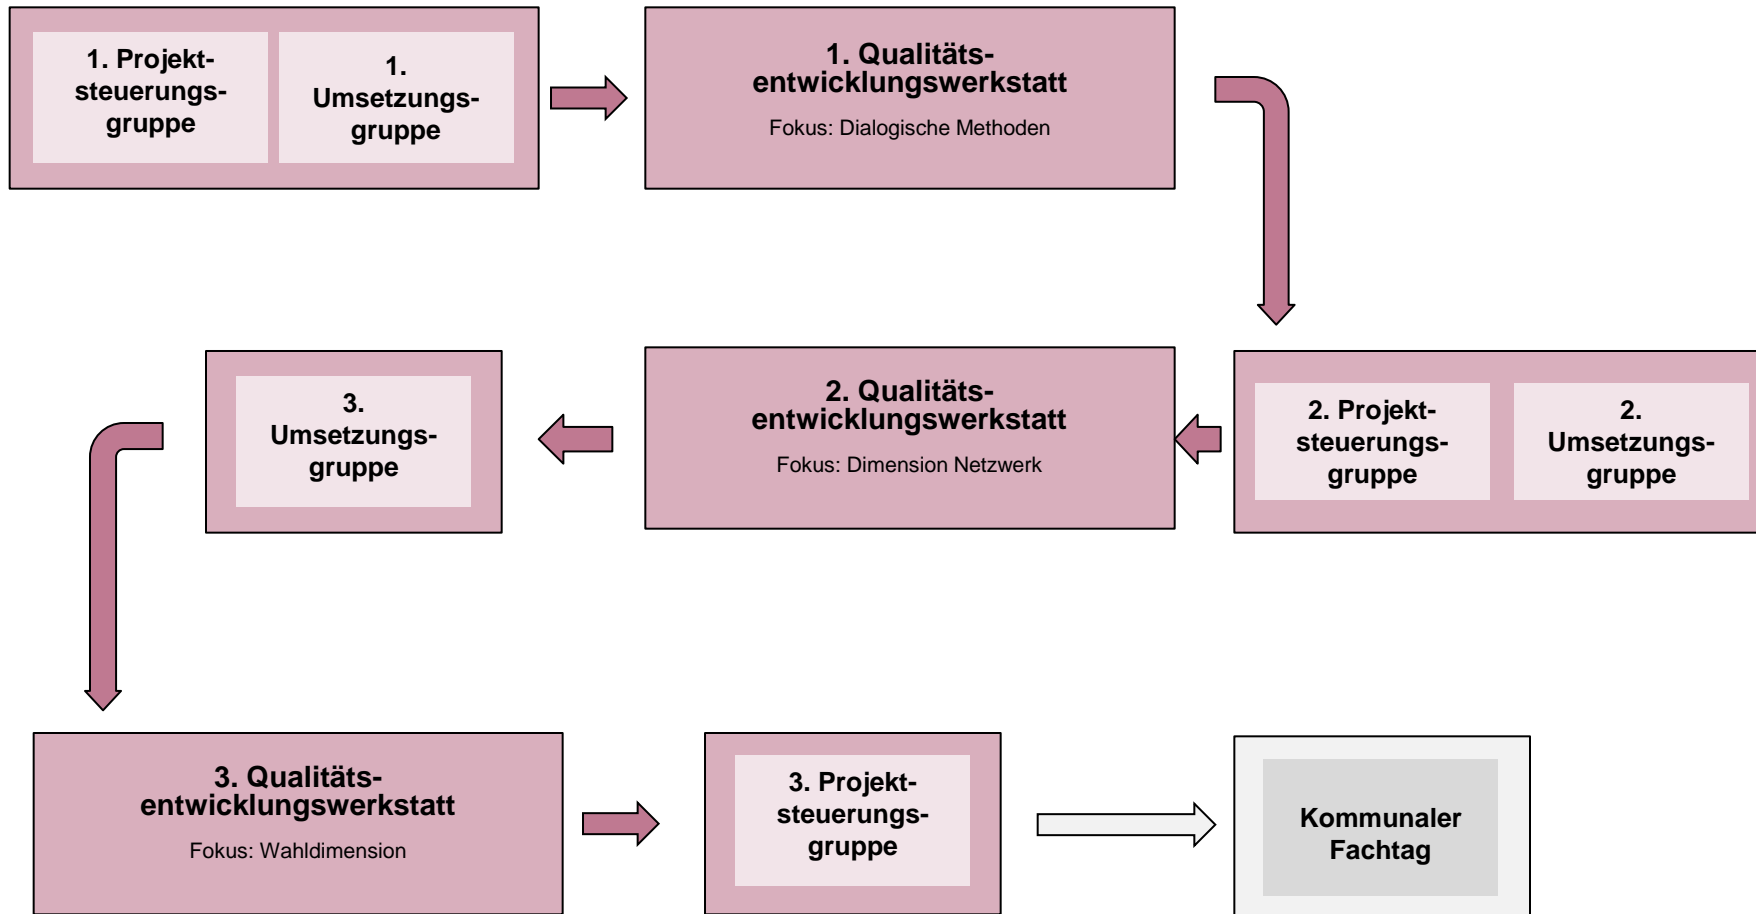 1. Projekt-
steuerungs-
gruppe
1.
Umsetzungs-
gruppe
1. Qualitäts-
entwicklungswerkstatt
Fokus: Dialogische Methoden
3.
Umsetzungs-
gruppe
2. Qualitäts-
entwicklungswerkstatt
Fokus: Dimension Netzwerk
2. Projekt-
steuerungs-
gruppe
2.
Umsetzungs-
gruppe
3. Qualitäts-
entwicklungswerkstatt
Fokus: Wahldimension
3. Projekt-
steuerungs-
gruppe
Kommunaler
Fachtag